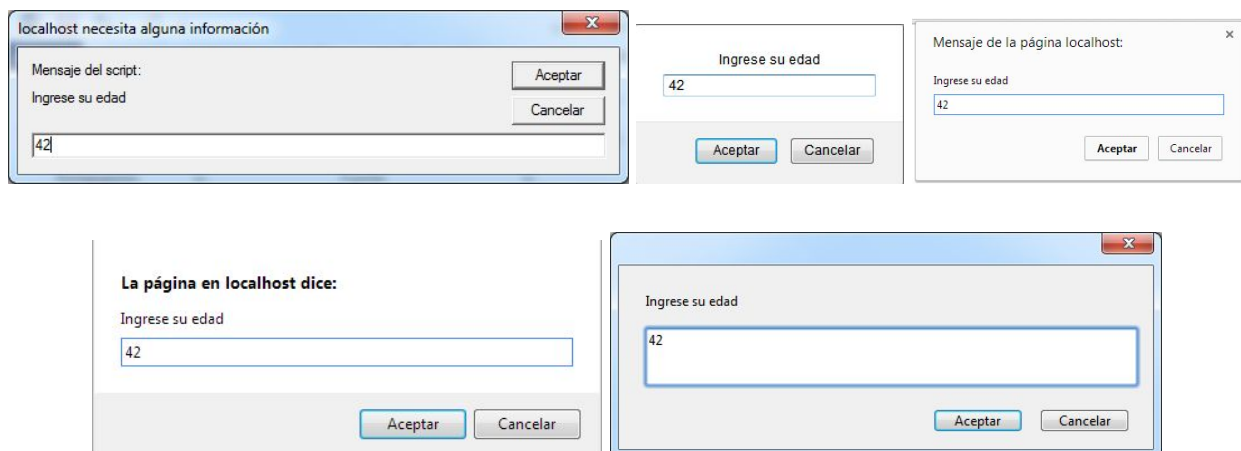 localhost necesita alguna información
Mensaje del script:
Ingrese su edad
Aceptar
Cancelar
42
Ingrese su edad
42
Aceptar Cancelar
Mensaje de la página localhost:
Ingrese su edad
42
Aceptar Cancelar
La página en localhost dice:
Ingrese su edad
42
Aceptar Cancelar
Ingrese su edad
42
Aceptar Cancelar